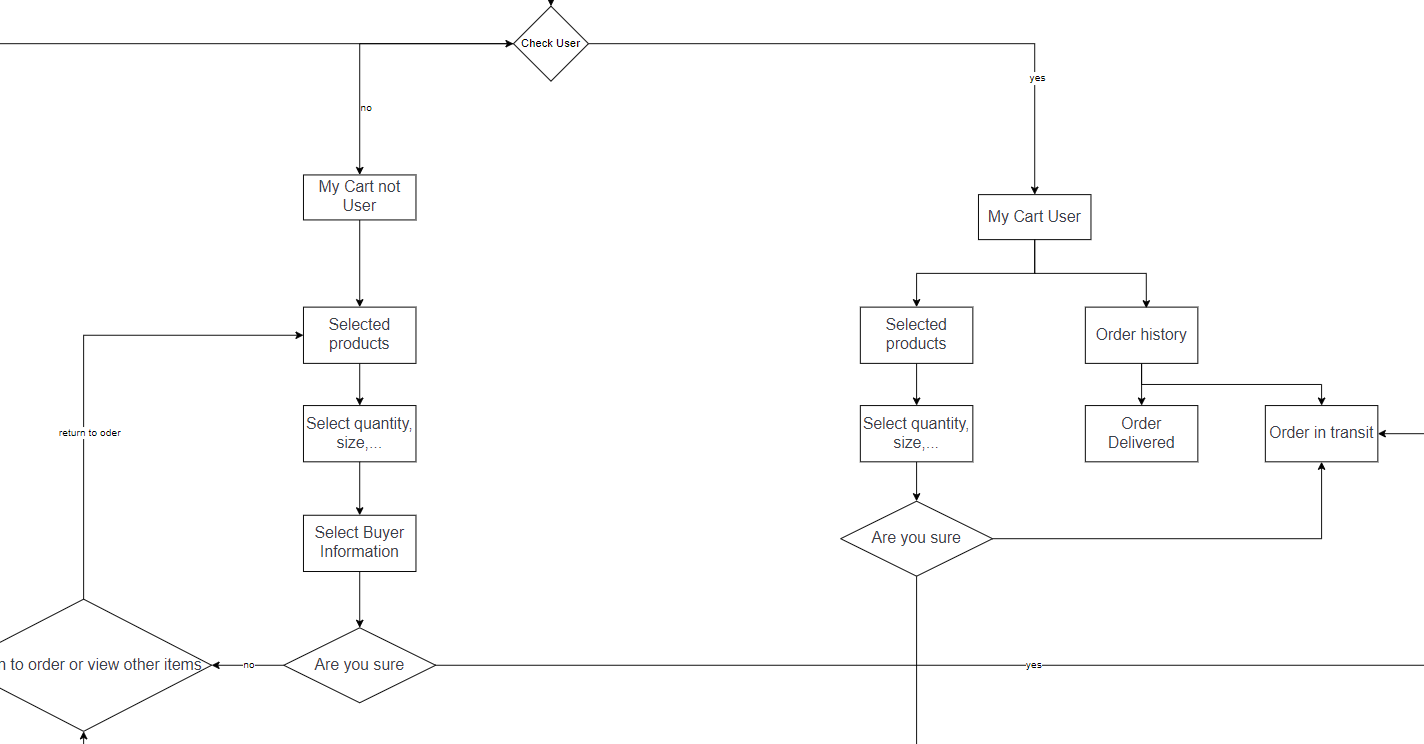 Check User
yes
no
My Cart not
User
My Cart User
Selected
products
Selected
products
Order history
Select quantity,
size,...
Select quantity,
size,...
Order
Delivered
Order in transit
return to oder
Select Buyer
Information
Are you sure
to order or view other items
no
Are you sure
yes